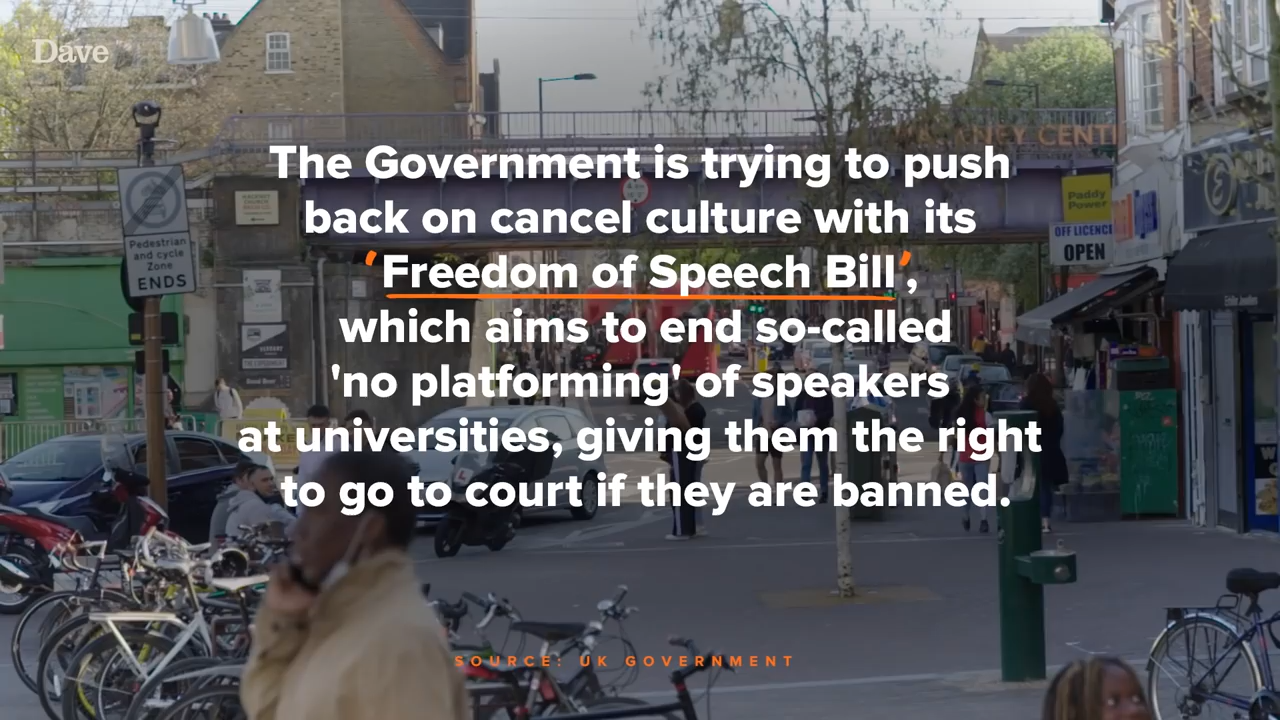 Dave
The Government is trying to push
back on cancel culture with its
‘Freedom of Speech Bill’,
which aims to end so-called
'no platforming' of speakers
at universities, giving them the right
to go to court if they are banned.
SOURCE: UK GOVERNMENT
Pedestrian
and cycle
Zone
ENDS
Paddy
Power
OFF LICENCE
OPEN